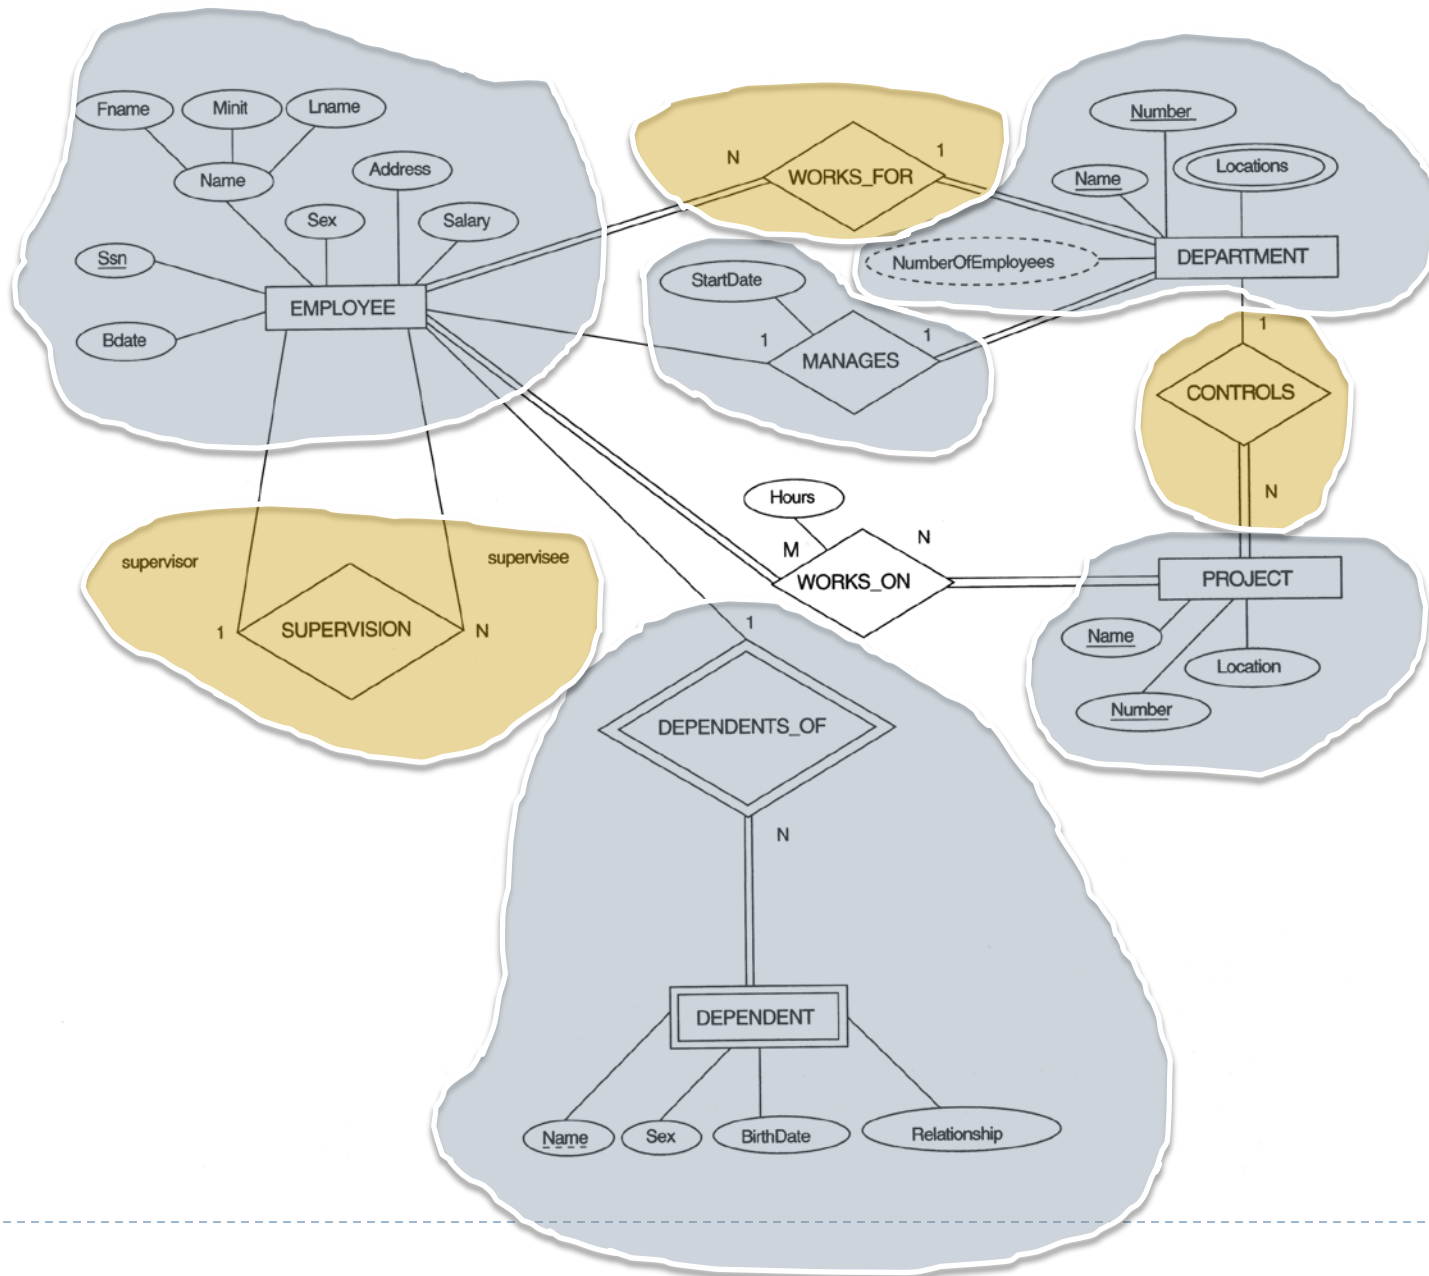 Fname
Minit
Lname
Name
Address
Sex
Salary
Ssn
Bdate
EMPLOYEE
N
WORKS_FOR
1
Number
Locations
Name
NumberOfEmployees
DEPARTMENT
StartDate
1
MANAGES
1
1
CONTROLS
N
Hours
M
N
WORKS_ON
PROJECT
Name
Location
Number
supervisor
supervisee
1
SUPERVISION
N
1
DEPENDENTS_OF
N
DEPENDENT
Name
Sex
BirthDate
Relationship